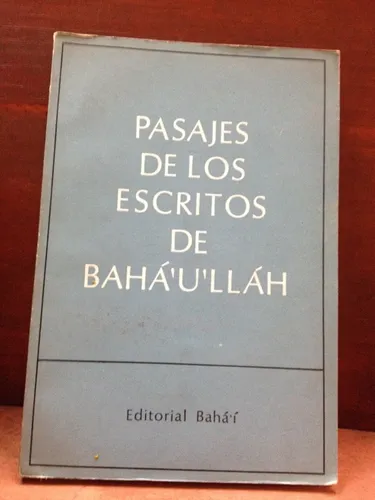 PASAJES
DE LOS
ESCRITOS
DE
BAHÁ'U'LLÁH
Editorial Bahá'í